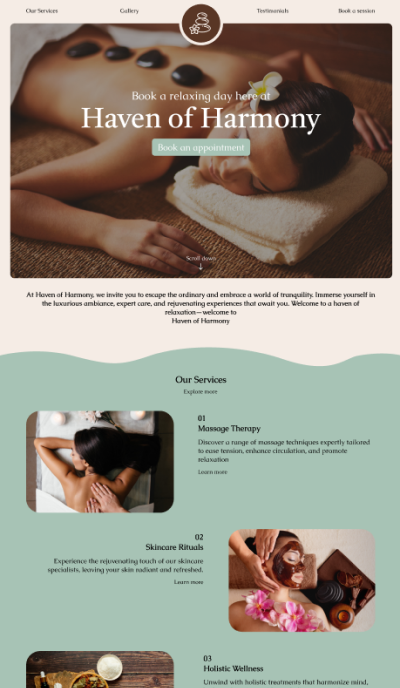 Our Services
Gallery
Testimonials
Book a session
Book a relaxing day here at
Haven of Harmony
Book an appointment
Scroll down
At Haven of Harmony, we invite you to escape the ordinary and embrace a world of tranquility. Immerse yourself in
the luxurious ambiance, expert care, and rejuvenating experiences that await you. Welcome to a haven of
relaxation—welcome to
Haven of Harmony
Our Services
Explore more
01
Massage Therapy
Discover a range of massage techniques expertly tailored
to ease tension, enhance circulation, and promote
relaxation
Learn more
02
Skincare Rituals
Experience the rejuvenating touch of our skincare
specialists, leaving your skin radiant and refreshed.
Learn more
03
Holistic Wellness
Unwind with holistic treatments that harmonize mind,